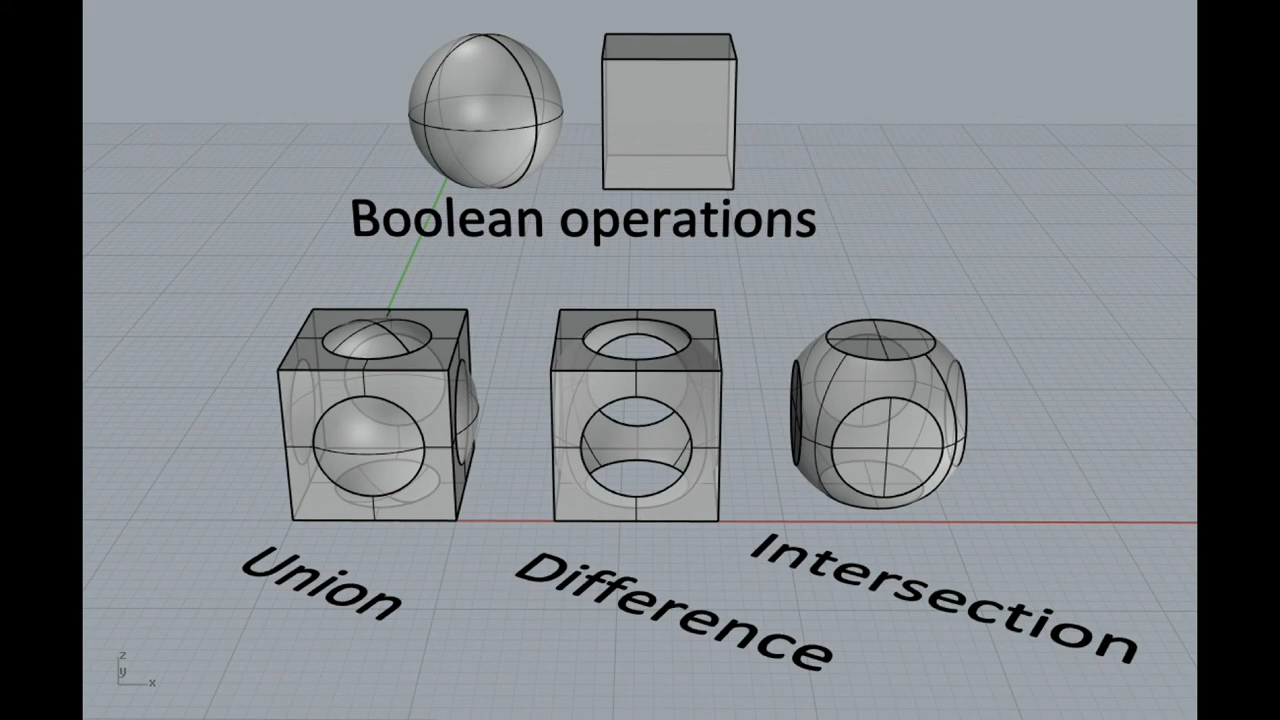 Boolean operations
Union
Difference
Intersection
z
y
x